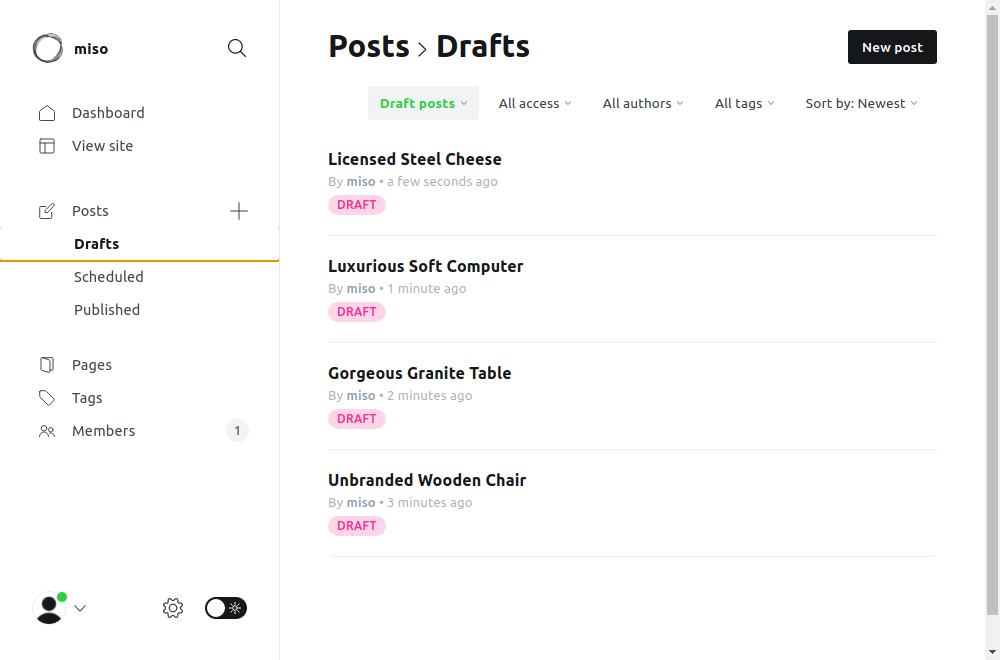 miso
Dashboard
View site
Posts
Drafts
Scheduled
Published
Pages
Tags
Members 1
Posts > Drafts
New post
Draft posts All access All authors All tags Sort by: Newest
Licensed Steel Cheese
By miso • a few seconds ago
DRAFT
Luxurious Soft Computer
By miso • 1 minute ago
DRAFT
Gorgeous Granite Table
By miso • 2 minutes ago
DRAFT
Unbranded Wooden Chair
By miso • 3 minutes ago
DRAFT